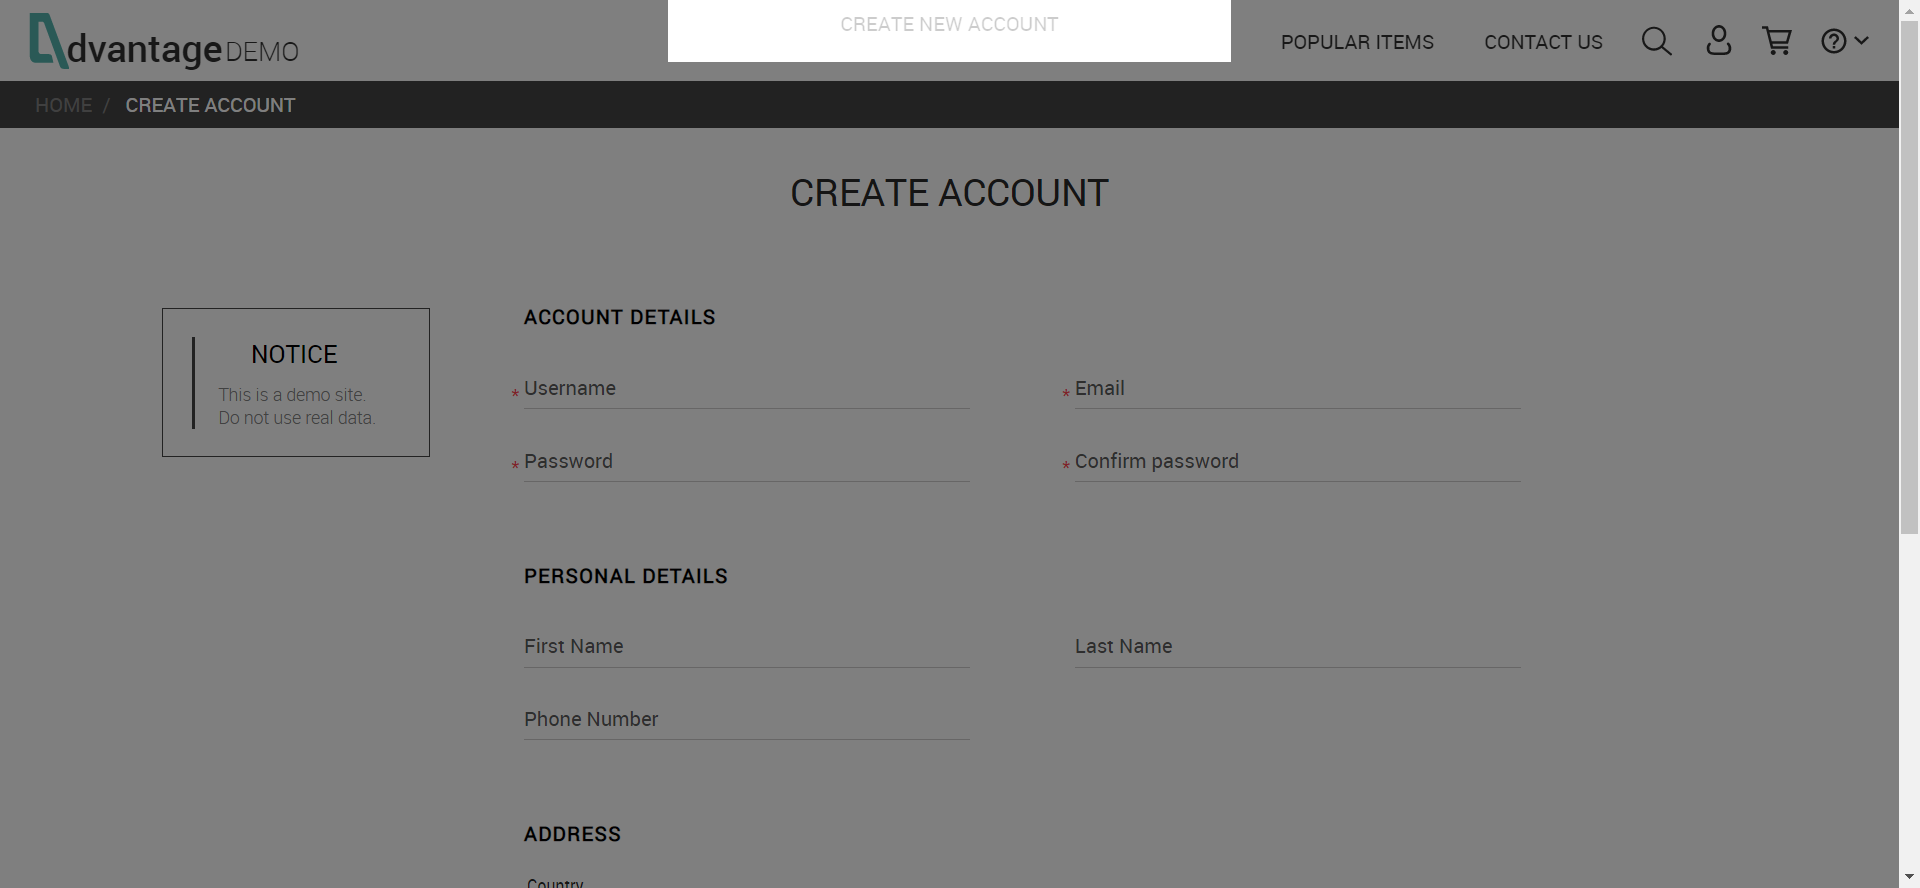 CREATE NEW ACCOUNT
dvantage DEMO
POPULAR ITEMS
CONTACT US
HOME / CREATE ACCOUNT
CREATE ACCOUNT
NOTICE
This is a demo site.
Do not use real data.
ACCOUNT DETAILS
* Username
* Email
* Password
* Confirm password
PERSONAL DETAILS
First Name
Last Name
Phone Number
ADDRESS
Country